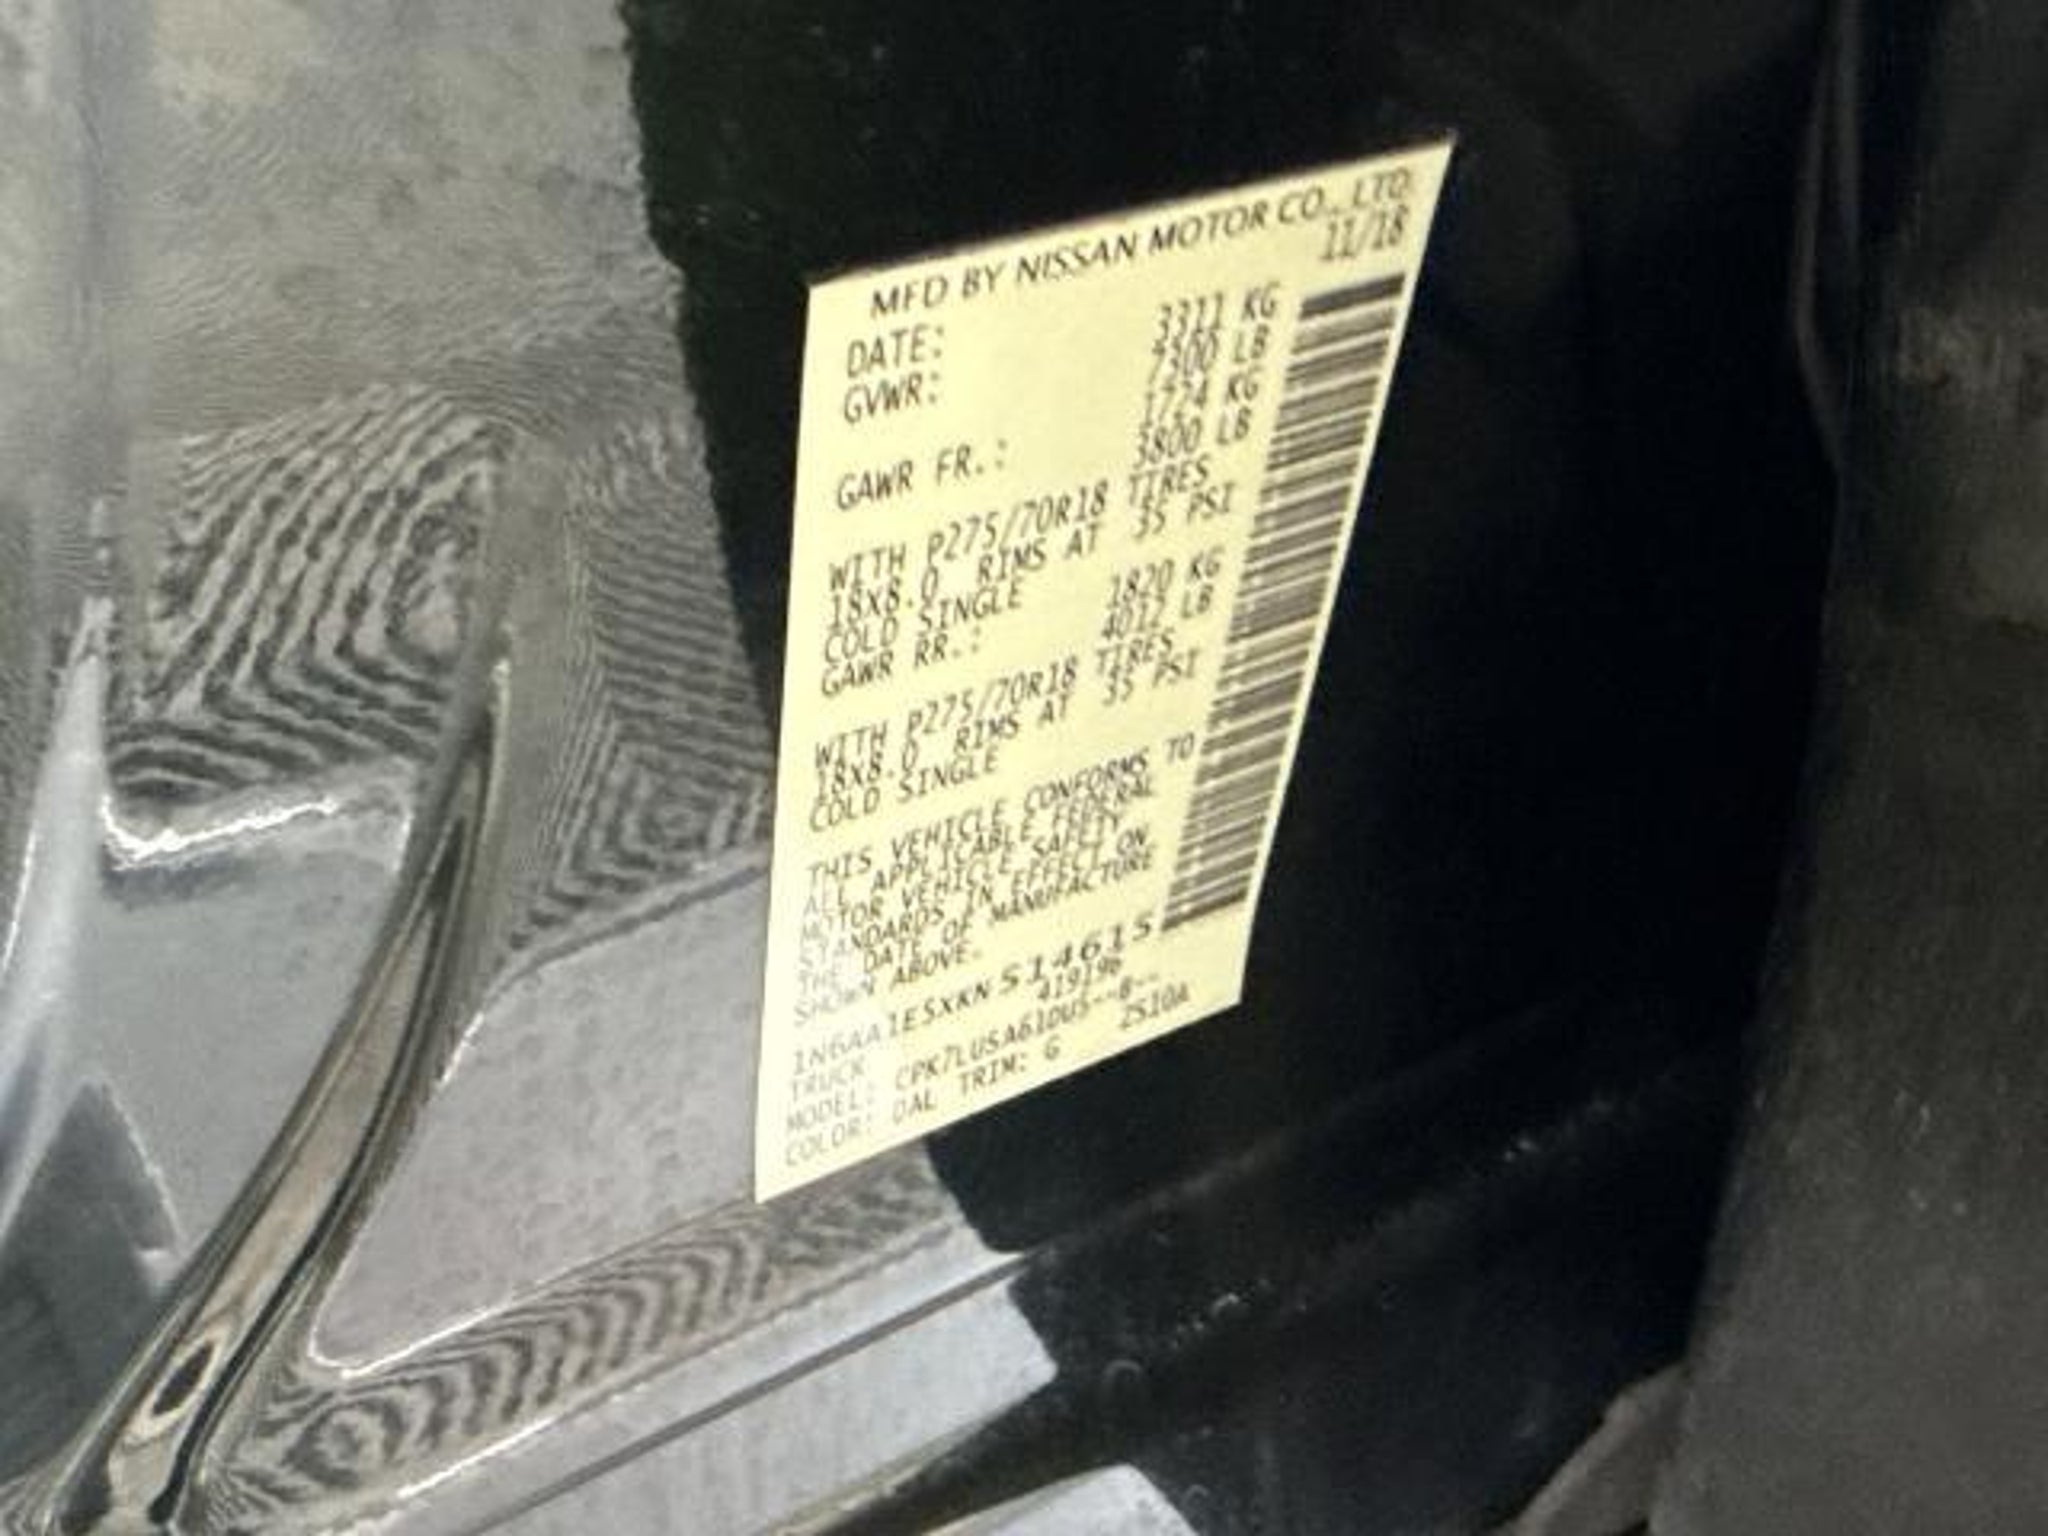 MFD BY NISSAN MOTOR CO., LTD.
DATE: 11/18
GVWR: 3311 KG
7300 LB
GAWR FR.: 1724 KG
3800 LB
WITH P275/70R18 TIRES
18X8.0 RIMS AT 35 PSI
COLD SINGLE
GAWR RR.: 1820 KG
4012 LB
WITH P275/70R18 TIRES
18X8.0 RIMS AT 35 PSI
COLD SINGLE
THIS VEHICLE CONFORMS TO
ALL APPLICABLE FEDERAL
MOTOR VEHICLE SAFETY
STANDARDS IN EFFECT ON
THE DATE OF MANUFACTURE
SHOWN ABOVE.
1N6AA1E5XKN514615
TRUCK 419196
MODEL: CPK7LUSA61DUS--B--
COLOR: DAL TRIM: G 2S10A